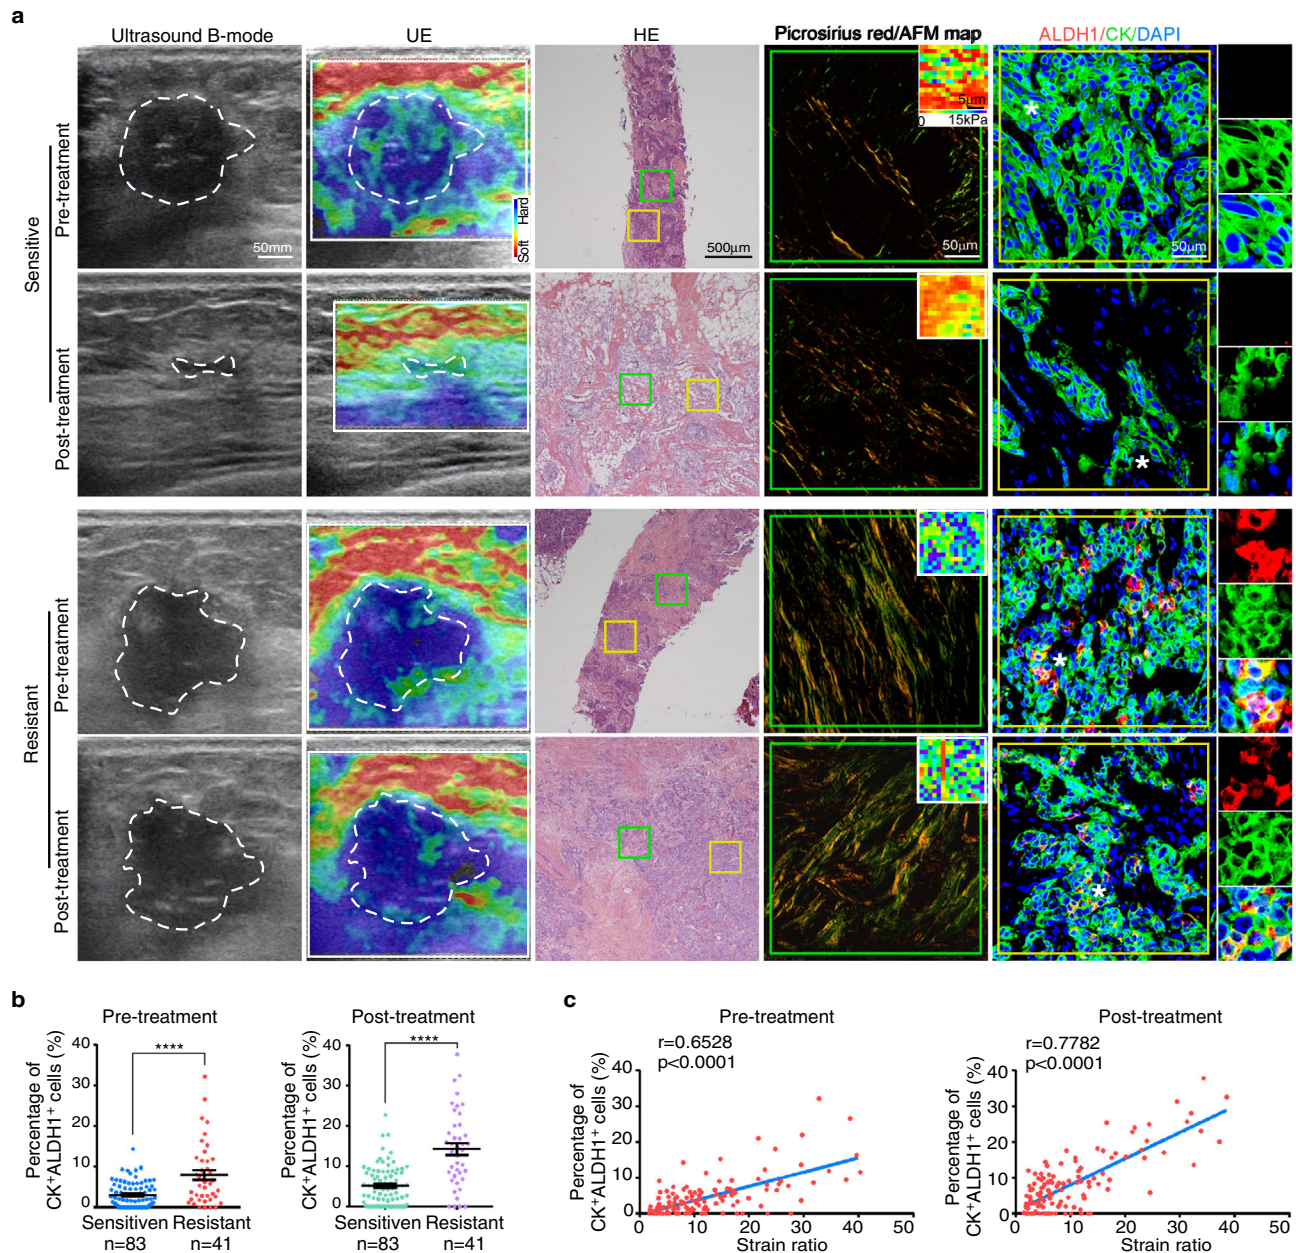 a
Ultrasound B-mode
UE
HE
Picrosirius red/AFM map
ALDH1/CK/DAPI
Sensitive
Pre-treatment
50mm
Soft Hard
500μm
5μm
0 15kPa
50μm
*
50μm
Post-treatment
*
Resistant
Pre-treatment
*
Post-treatment
*
b
Pre-treatment
****
Percentage of
CK+ALDH1+ cells (%)
40
30
20
10
0
Sensitiven Resistant
n=83 n=41
Post-treatment
****
Percentage of
CK+ALDH1+ cells (%)
40
30
20
10
0
Sensitiven Resistant
n=83 n=41
c
Pre-treatment
r=0.6528
p<0.0001
Percentage of
CK+ALDH1+ cells (%)
40
30
20
10
0
0 10 20 30 40 50
Strain ratio
Post-treatment
r=0.7782
p<0.0001
Percentage of
CK+ALDH1+ cells (%)
40
30
20
10
0
0 10 20 30 40 50
Strain ratio